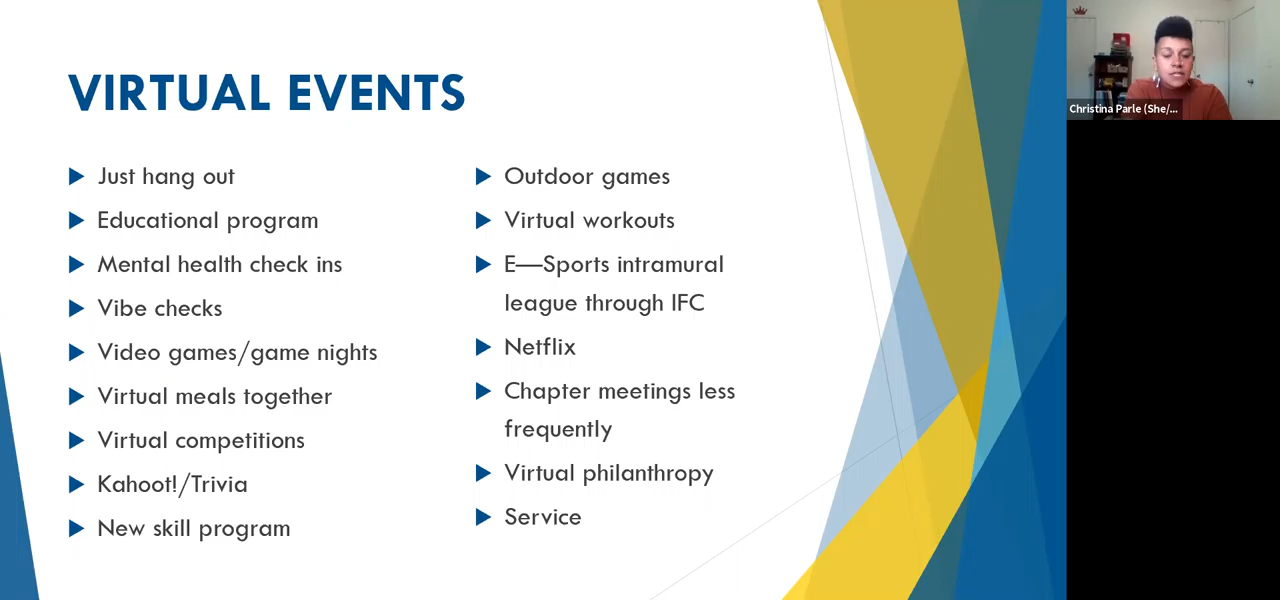 VIRTUAL EVENTS
Just hang out
Educational program
Mental health check ins
Vibe checks
Video games/game nights
Virtual meals together
Virtual competitions
Kahoot!/Trivia
New skill program
Outdoor games
Virtual workouts
E—Sports intramural
league through IFC
Netflix
Chapter meetings less
frequently
Virtual philanthropy
Service
Christina Parle (She/...